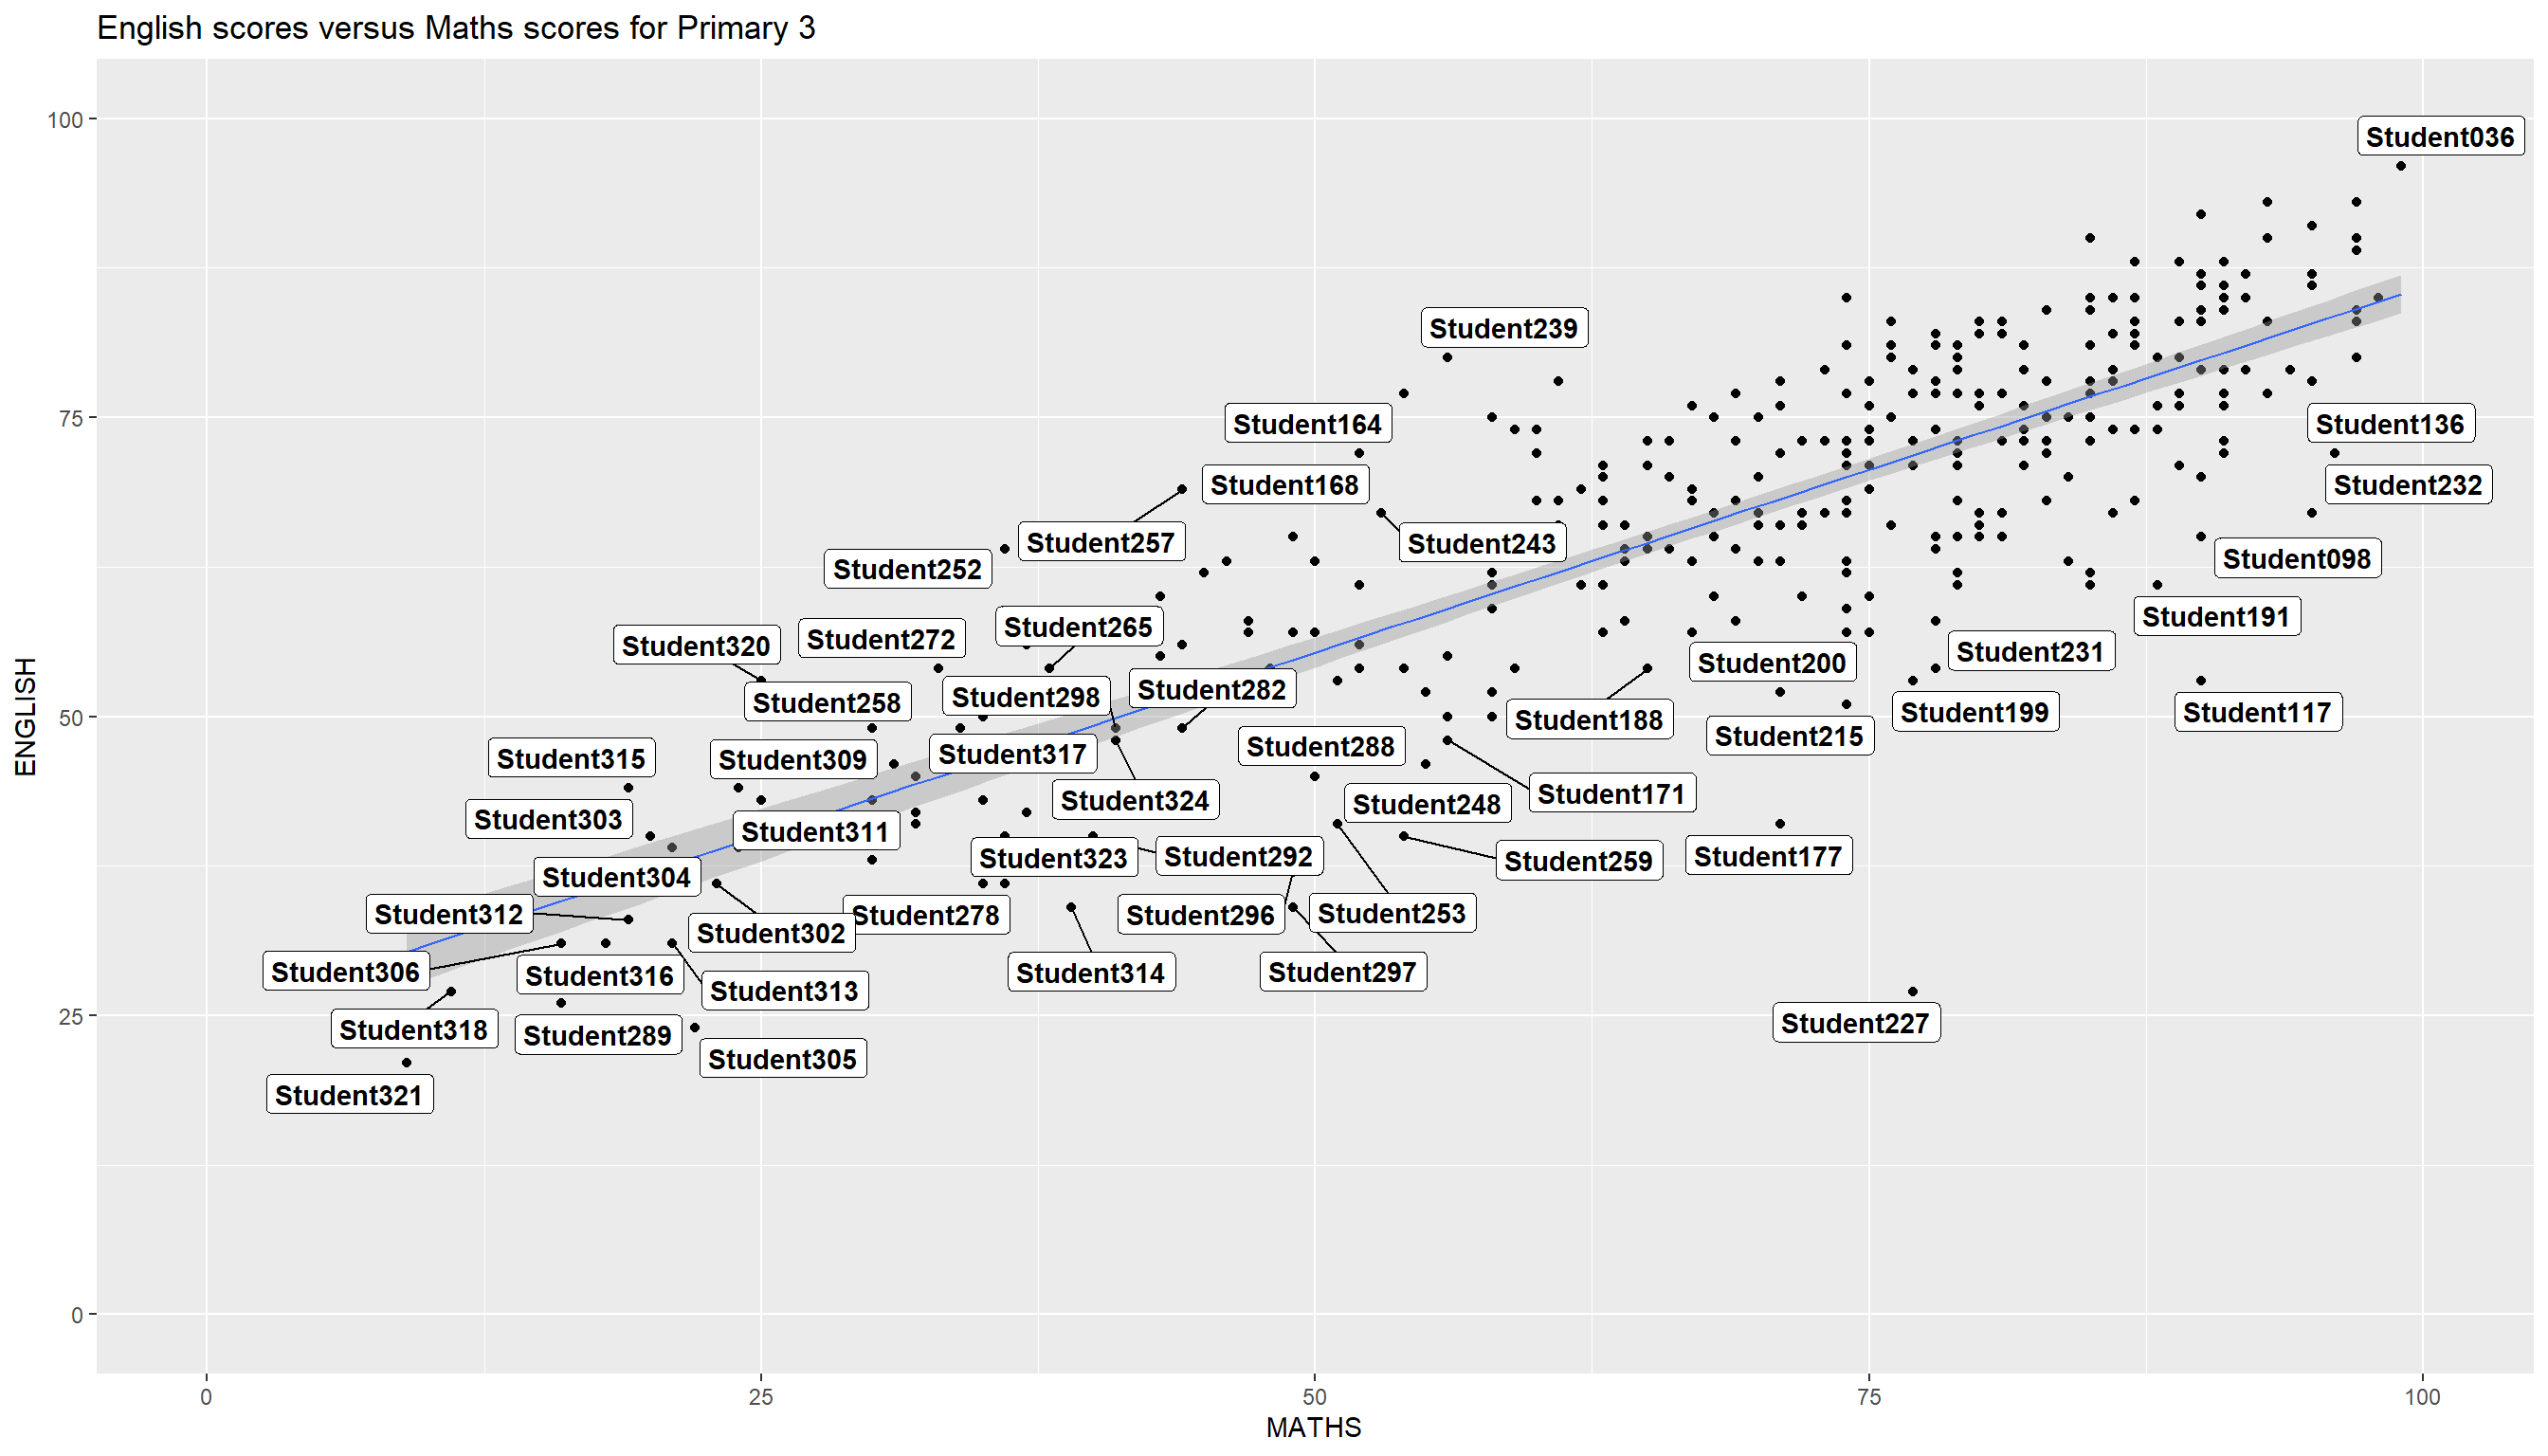 English scores versus Maths scores for Primary 3
100
75
50
25
0
ENGLISH
Student036
Student239
Student164
Student136
Student168
Student232
Student257
Student243
Student252
Student098
Student191
Student265
Student272
Student320
Student231
Student200
Student282
Student298
Student258
Student199
Student117
Student188
Student215
Student288
Student317
Student315
Student309
Student171
Student324
Student248
Student303
Student311
Student323
Student292
Student177
Student259
Student304
Student312
Student278
Student296
Student253
Student302
Student306
Student316
Student314
Student297
Student313
Student227
Student318
Student289
Student305
Student321
0
25
50
75
100
MATHS